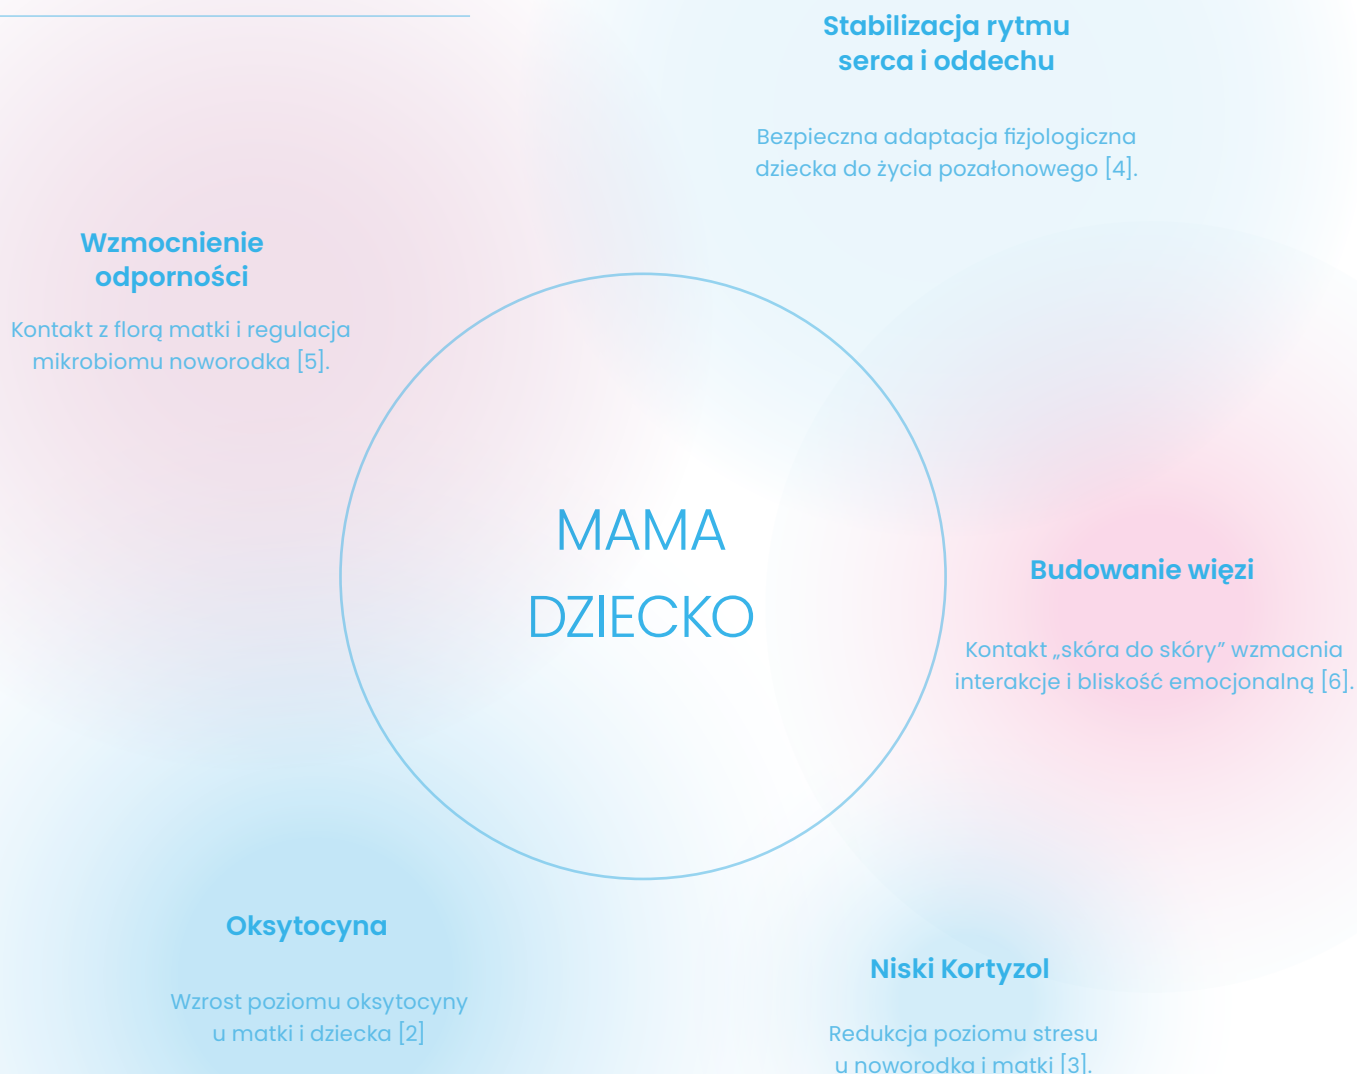 Stabilizacja rytmu
serca i oddechu
Bezpieczna adaptacja fizjologiczna
dziecka do życia pozałonowego [4].
Wzmocnienie
odporności
Kontakt z florą matki i regulacja
mikrobiomu noworodka [5].
MAMA
DZIECKO
Budowanie więzi
Kontakt „skóra do skóry” wzmacnia
interakcje i bliskość emocjonalną [6].
Oksytocyna
Wzrost poziomu oksytocyny
u matki i dziecka [2]
Niski Kortyzol
Redukcja poziomu stresu
u noworodka i matki [3].